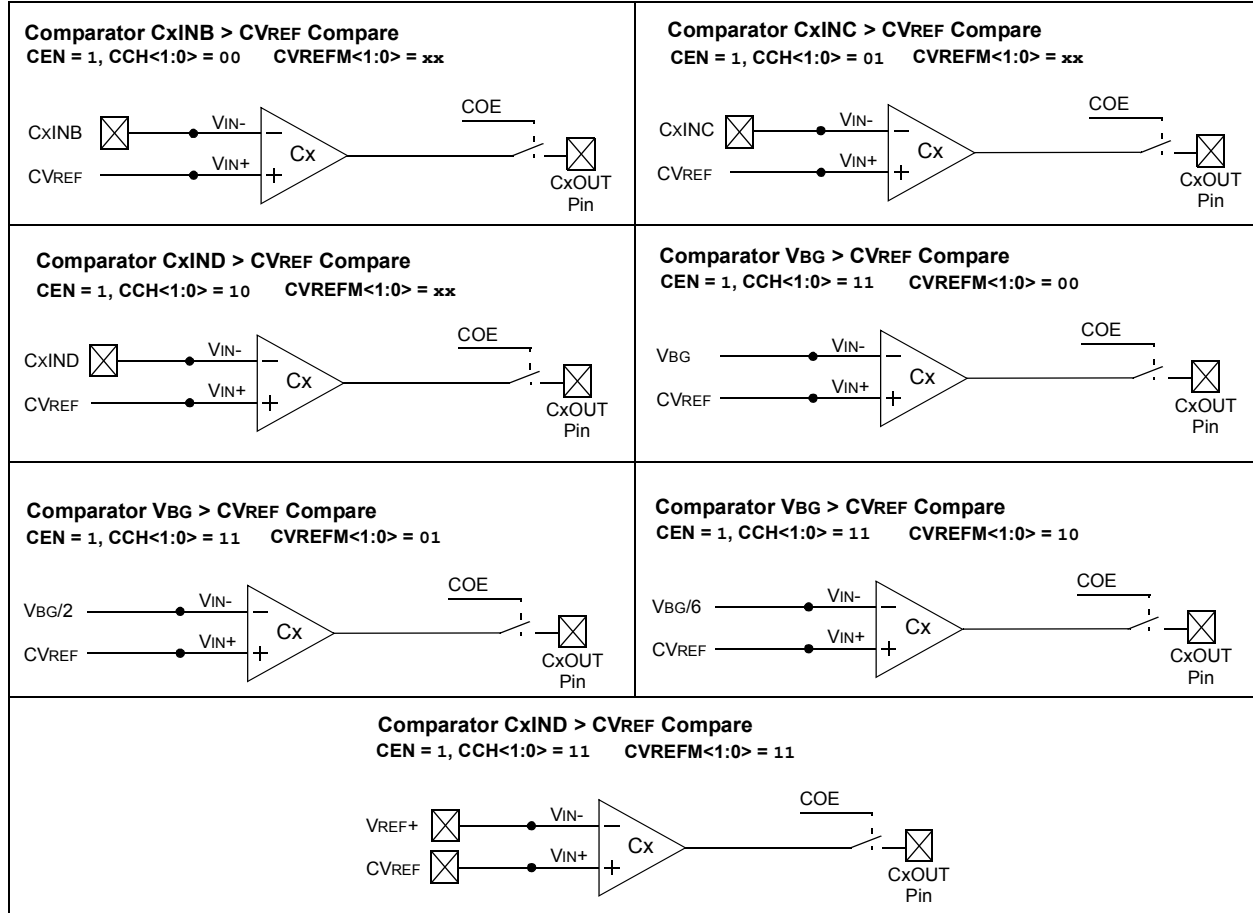 Comparator CxINB > CVREF Compare
CEN = 1, CCH<1:0> = 00 CVREFM<1:0> = xx
COE
CxINB
VIN-
–
Cx
CVREF
VIN+
+
CxOUT
Pin
Comparator CxINC > CVREF Compare
CEN = 1, CCH<1:0> = 01 CVREFM<1:0> = xx
COE
CxINC
VIN-
–
Cx
CVREF
VIN+
+
CxOUT
Pin
Comparator CxIND > CVREF Compare
CEN = 1, CCH<1:0> = 10 CVREFM<1:0> = xx
COE
CxIND
VIN-
–
Cx
CVREF
VIN+
+
CxOUT
Pin
Comparator VBG > CVREF Compare
CEN = 1, CCH<1:0> = 11 CVREFM<1:0> = 00
COE
VBG
VIN-
–
Cx
CVREF
VIN+
+
CxOUT
Pin
Comparator VBG > CVREF Compare
CEN = 1, CCH<1:0> = 11 CVREFM<1:0> = 01
COE
VBG/2
VIN-
–
Cx
CVREF
VIN+
+
CxOUT
Pin
Comparator VBG > CVREF Compare
CEN = 1, CCH<1:0> = 11 CVREFM<1:0> = 10
COE
VBG/6
VIN-
–
Cx
CVREF
VIN+
+
CxOUT
Pin
Comparator CxIND > CVREF Compare
CEN = 1, CCH<1:0> = 11 CVREFM<1:0> = 11
COE
VREF+
VIN-
–
Cx
CVREF
VIN+
+
CxOUT
Pin